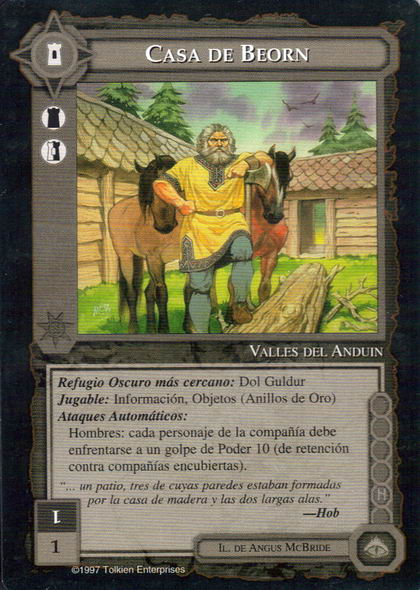 CASA DE BEORN
VALLES DEL ANDUIN
Refugio Oscuro más cercano: Dol Guldur
Jugable: Información, Objetos (Anillos de Oro)
Ataques Automáticos:
Hombres: cada personaje de la compañía debe
enfrentarse a un golpe de Poder 10 (de retención
contra compañías encubiertas).
"... un patio, tres de cuyas paredes estaban formadas
por la casa de madera y las dos largas alas."
—Hob
H
1
1
IL. DE ANGUS MCBRIDE
©1997 Tolkien Enterprises